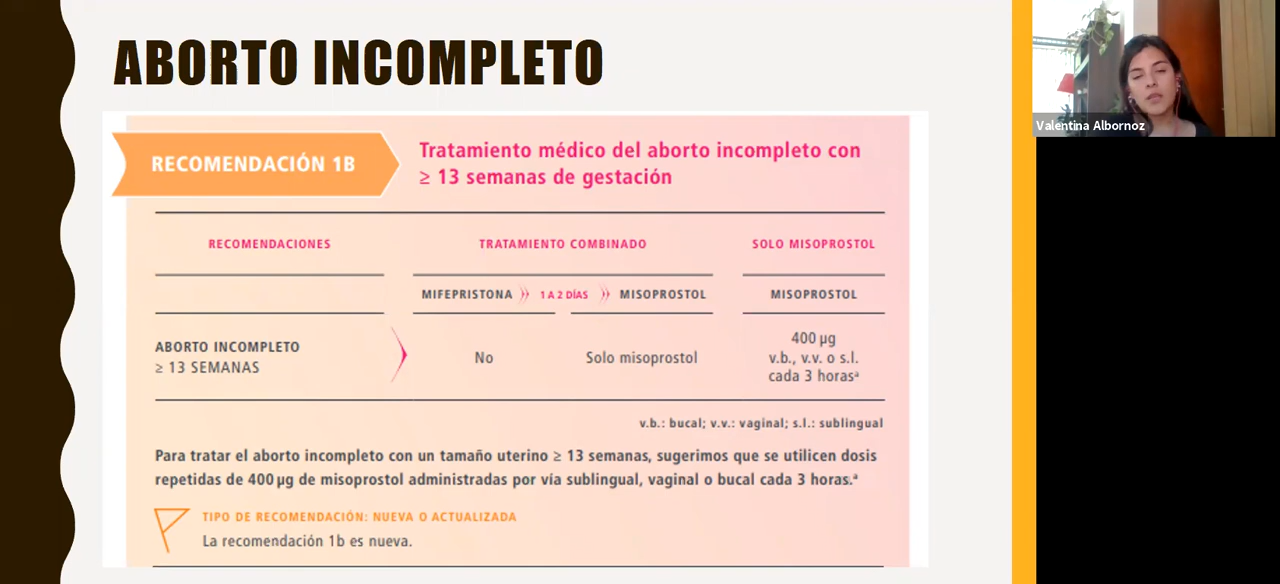 ABORTO INCOMPLETO
RECOMENDACIÓN 1B
Tratamiento médico del aborto incompleto con
≥ 13 semanas de gestación
RECOMENDACIONES
TRATAMIENTO COMBINADO
SOLO MISOPROSTOL
MIFEPRISTONA
1 A 2 DÍAS
MISOPROSTOL
MISOPROSTOL
ABORTO INCOMPLETO
≥ 13 SEMANAS
No
Solo misoprostol
400 µg
v.b., v.v. o s.l.
cada 3 horasª
v.b.: bucal; v.v.: vaginal; s.l.: sublingual
Para tratar el aborto incompleto con un tamaño uterino ≥ 13 semanas, sugerimos que se utilicen dosis
repetidas de 400 µg de misoprostol administradas por vía sublingual, vaginal o bucal cada 3 horas.ª
TIPO DE RECOMENDACIÓN: NUEVA O ACTUALIZADA
La recomendación 1b es nueva.
Valentina Albornoz